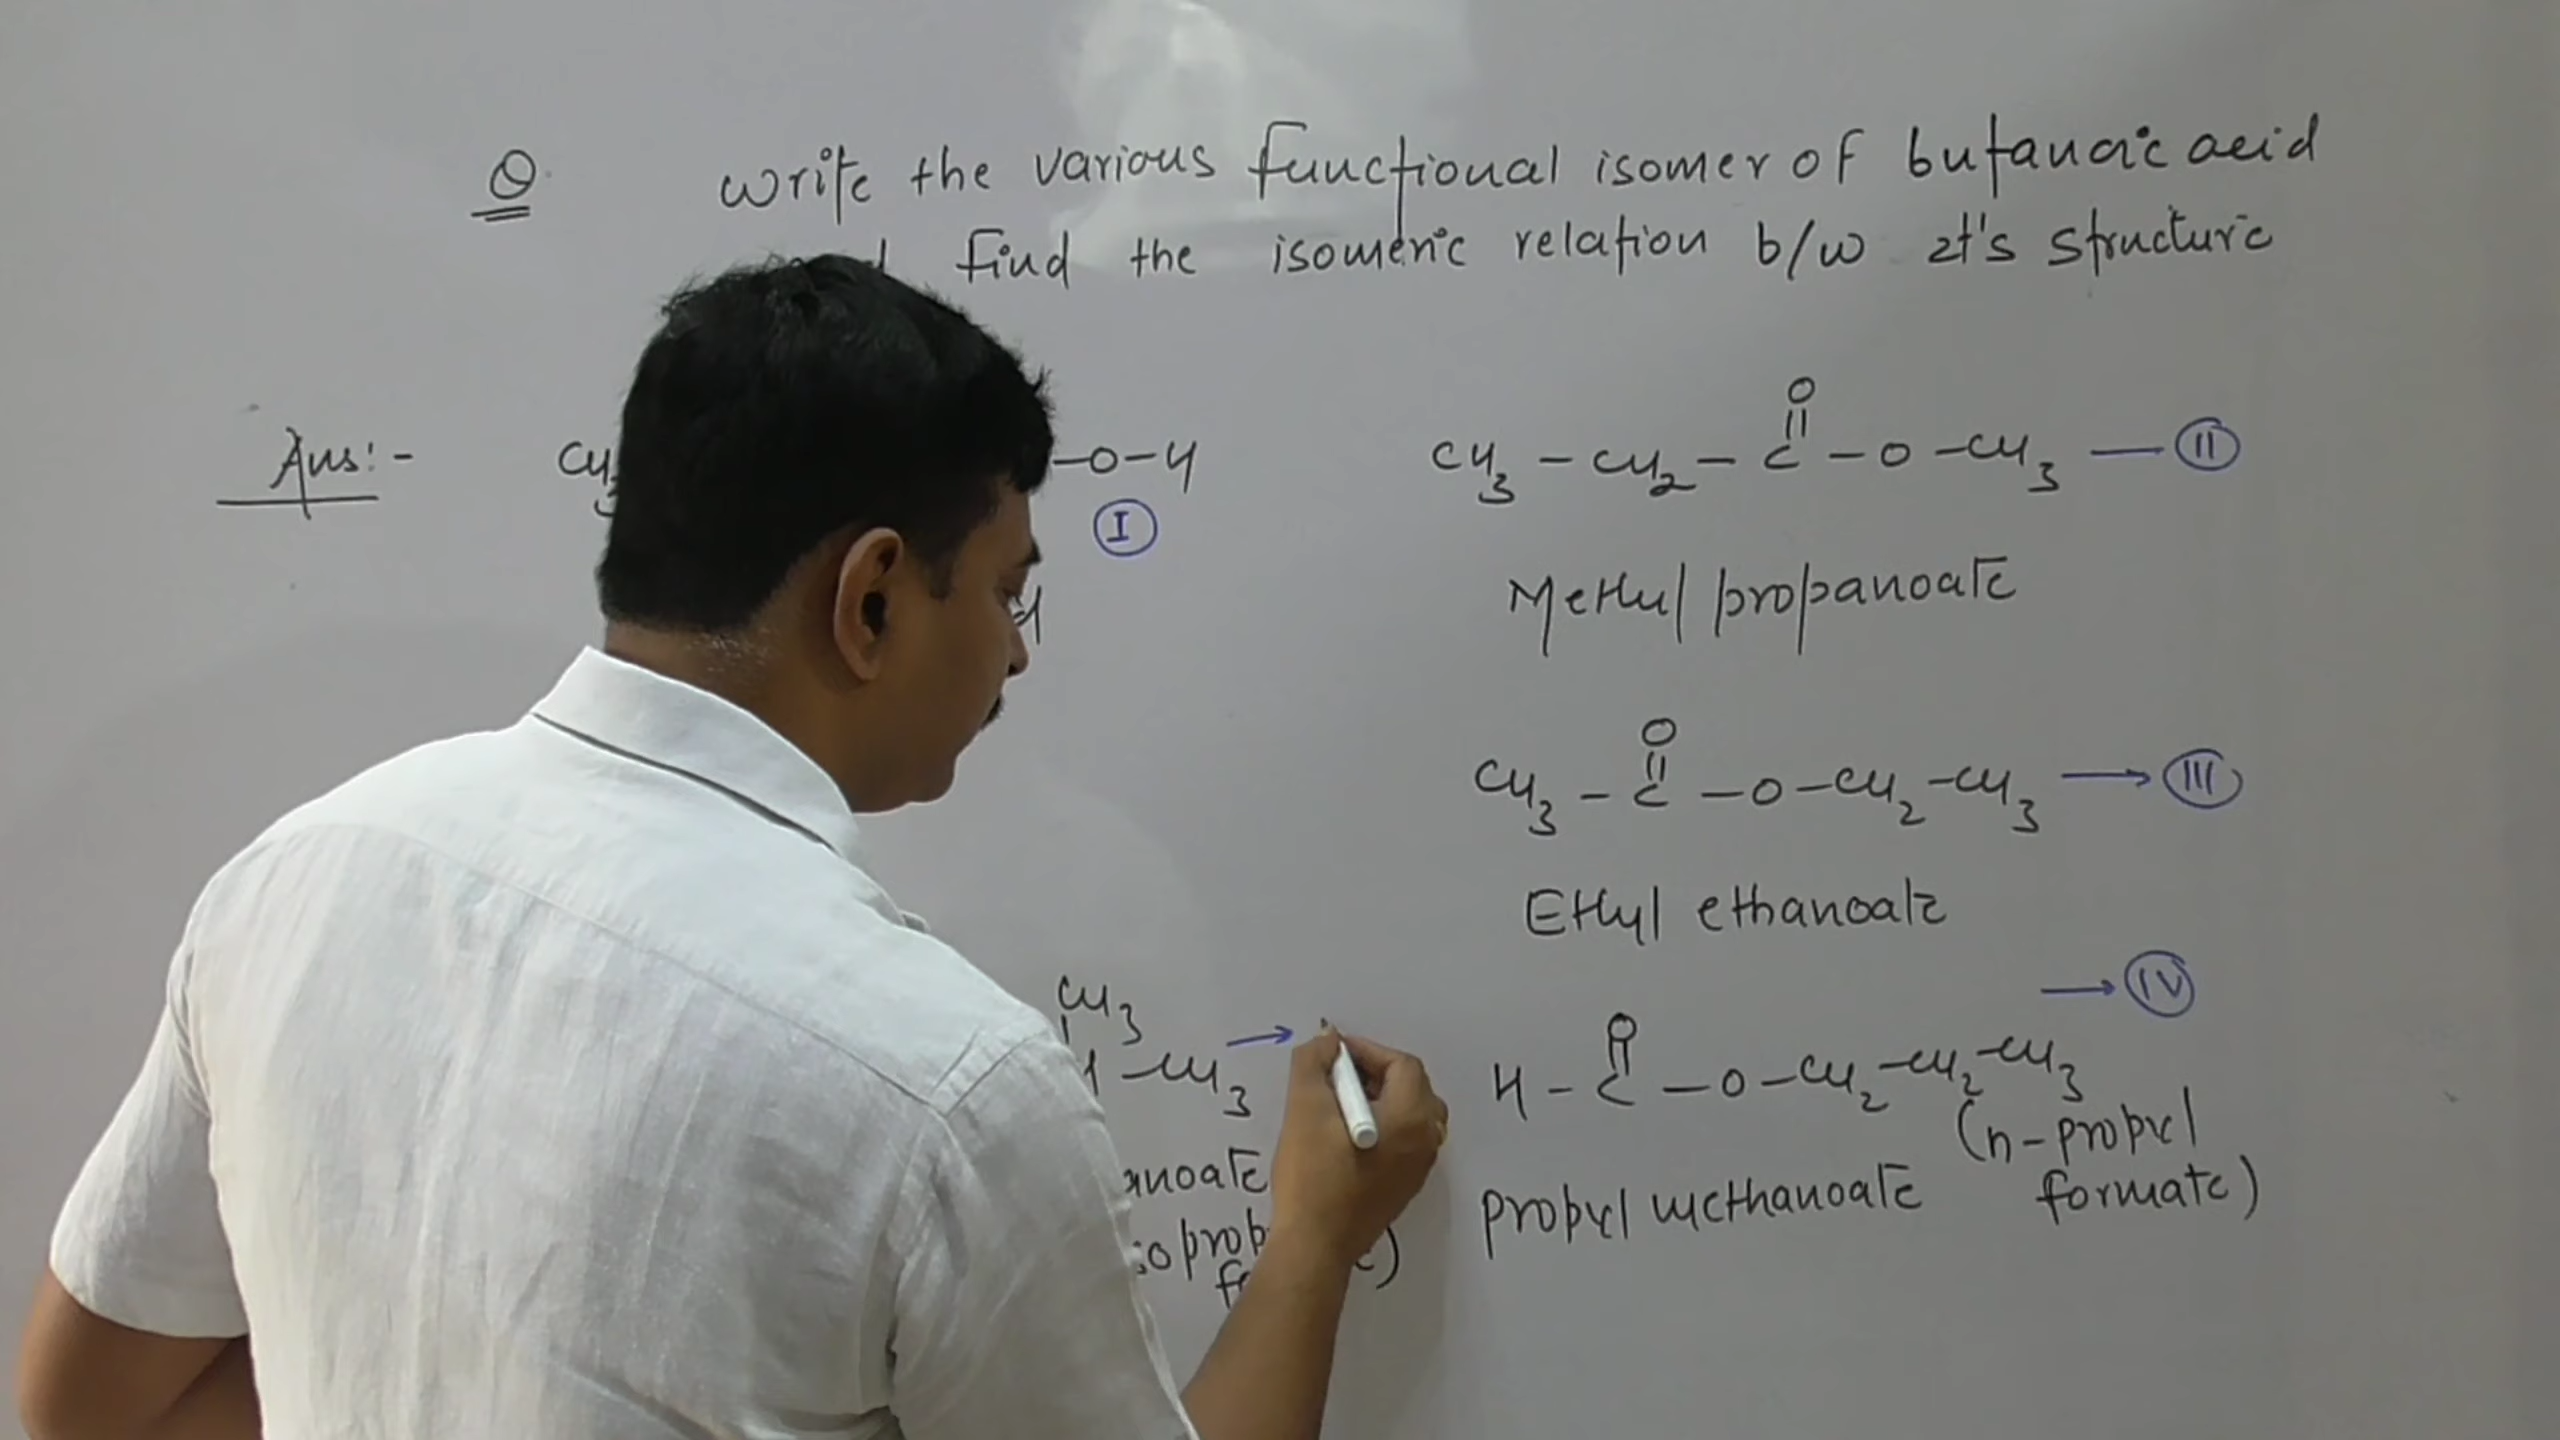 Q. Write the various functional isomer of butanoic acid
find the isomeric relation b/w It's structure
Ans:-
-O-H
I
CH3 - CH2 - C - O - CH3 — II
O
Methyl propanoate
O
CH3 - C - O - CH2 - CH3 → III
Ethyl ethanoate
→ IV
CH3
- CH3 →
O
H - C - O - CH2 - CH2 - CH3
(n-propyl
formate)
Propyl methanoate